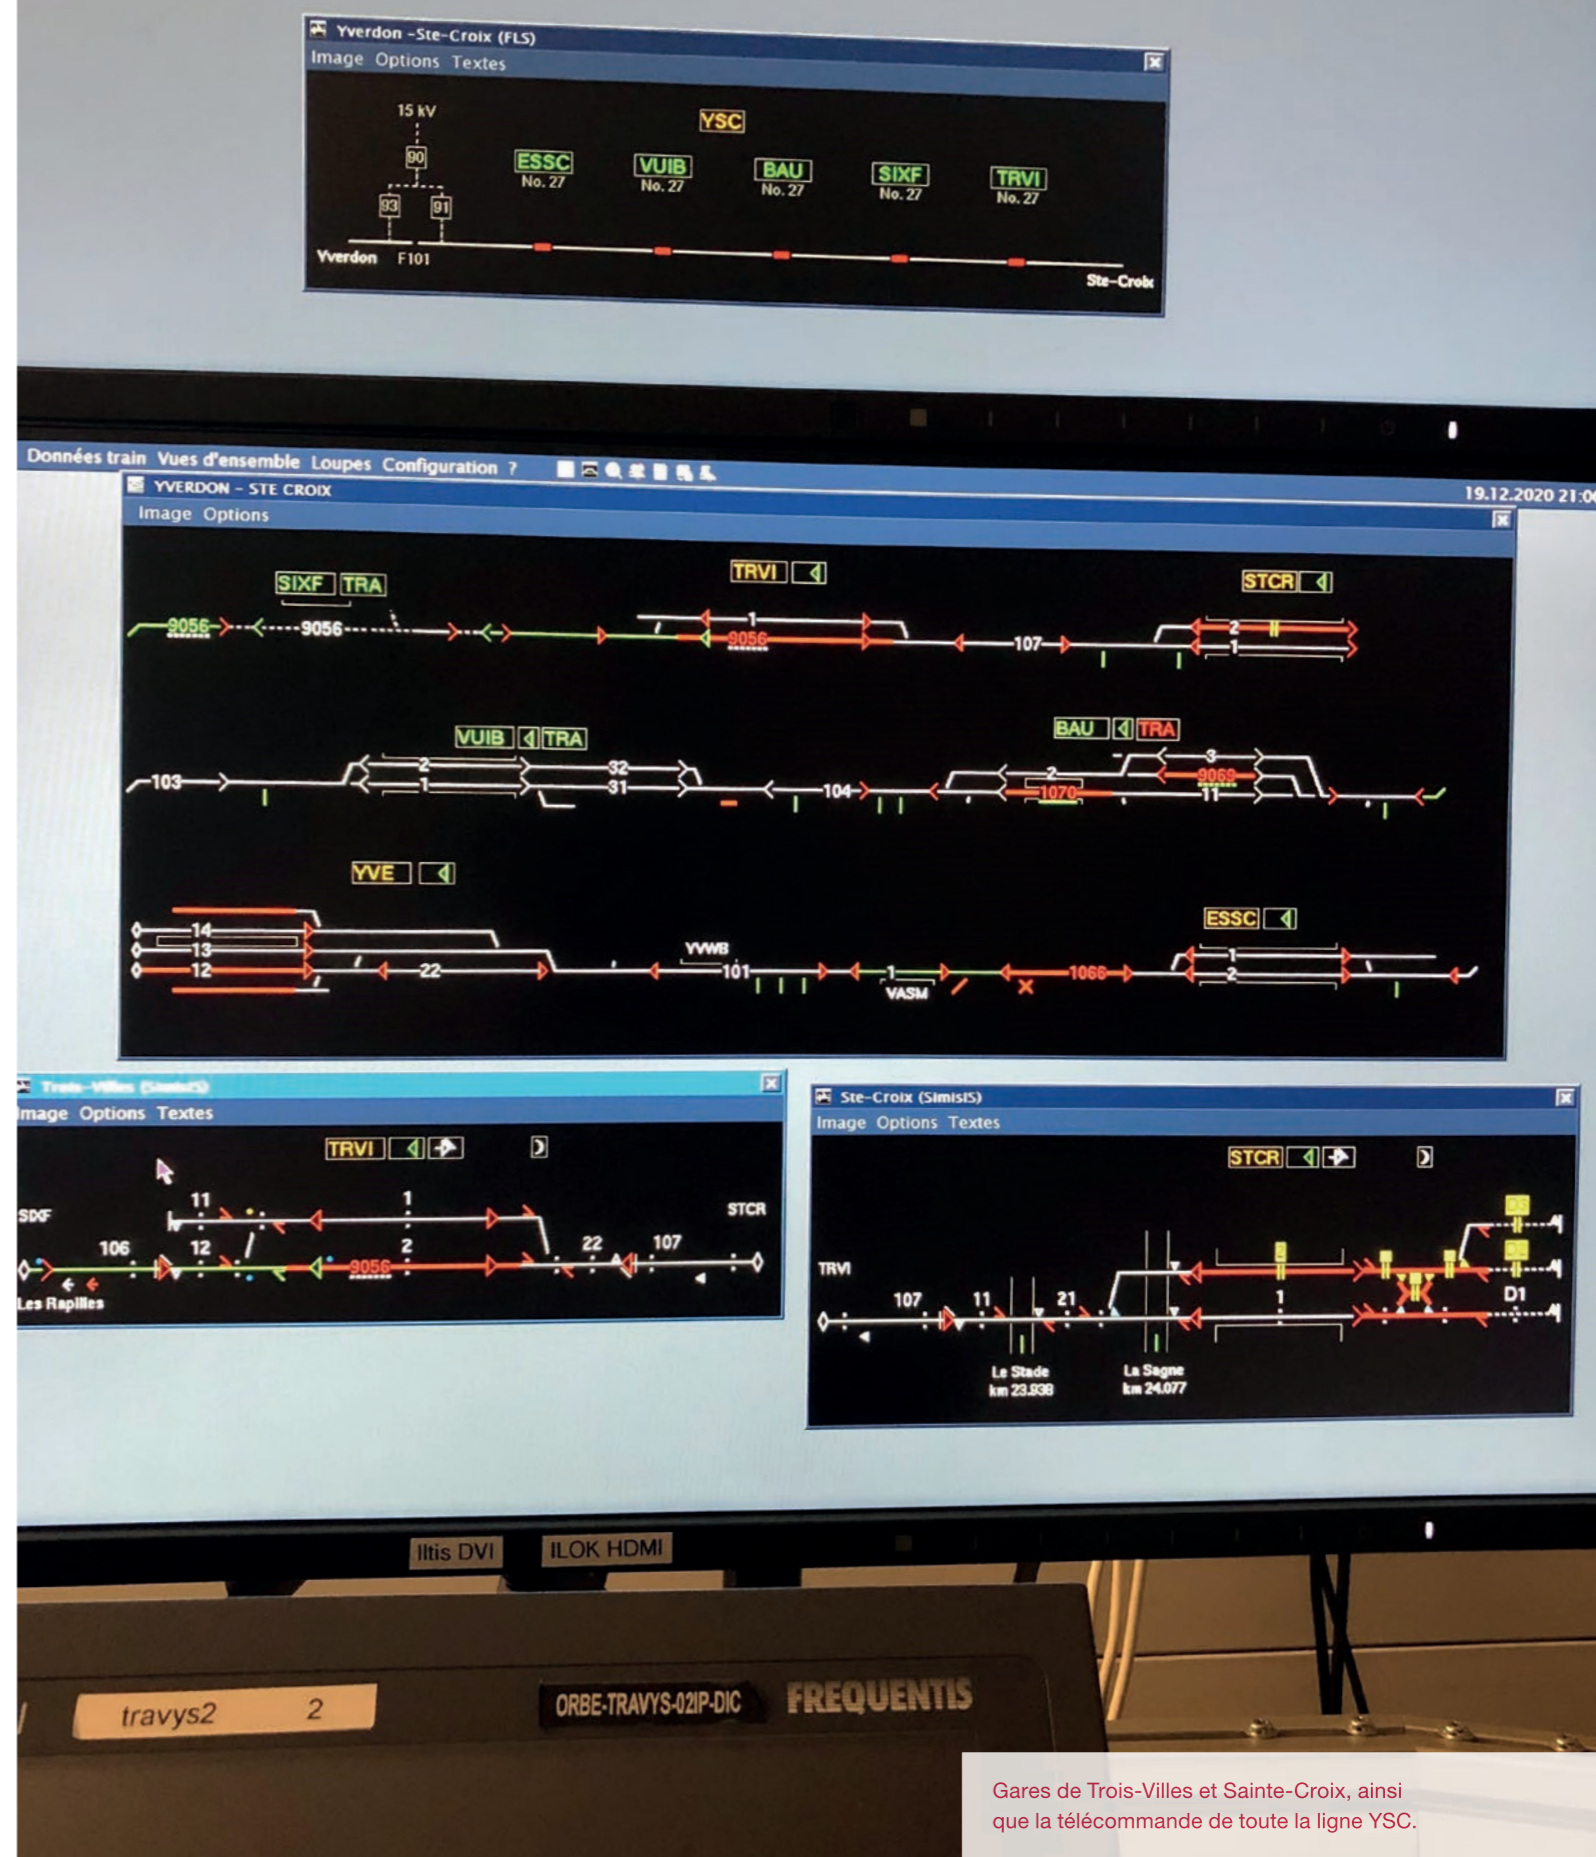 Yverdon -Ste-Croix (FLS)
Image Options Textes
15 kV
YSC
90
ESSC VUIB BAU SIXF TRVI
No. 27 No. 27 No. 27 No. 27 No. 27
93 91
Yverdon F101
Ste-Croix
Données train Vues d'ensemble Loupes Configuration ?
19.12.2020 21:0
YVERDON - STE CROIX
Image Options
SIXF TRA TRVI STCR
9056 9056 1 2
9056 107 1
VUIB TRA BAU TRA
2 32 2 3
103 1 31 104 1070 9069
11
YVE ESSC
14
13 YVWB 1
12 22 101 1 1066 2
VASM
Trois-Villes (SimisIS)
Image Options Textes
TRVI
SIXF 11 1 STCR
106 12 9056 2 22 107
Les Rapilles
Ste-Croix (SimisIS)
Image Options Textes
STCR
D3
TRVI 2 D2
107 11 21 1 D1
Le Stade La Sagne
km 23.938 km 24.077
Iltis DVI ILOK HDMI
travys2 2
ORBE-TRAVYS-02IP-DIC FREQUENTIS
Gares de Trois-Villes et Sainte-Croix, ainsi
que la télécommande de toute la ligne YSC.